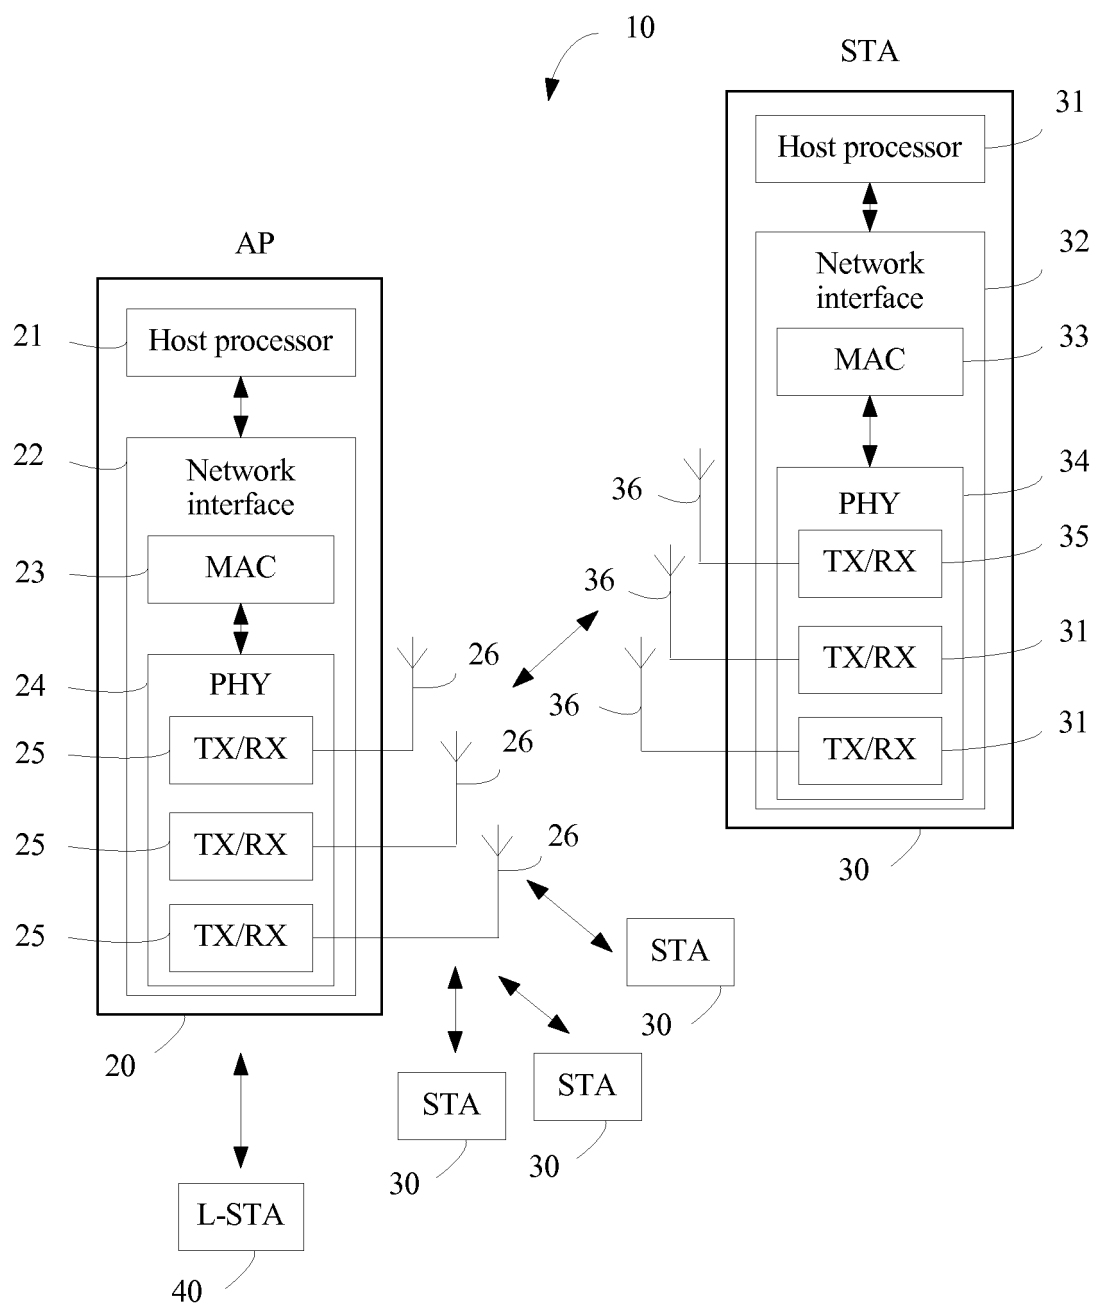 10
STA
31
Host processor
32
Network
interface
33
MAC
34
PHY
36
35
TX/RX
36
31
TX/RX
36
31
TX/RX
30
AP
21
Host processor
22
Network
interface
23
MAC
24
PHY
26
25
TX/RX
26
25
TX/RX
26
25
TX/RX
20
STA
30
STA
30
STA
30
L-STA
40